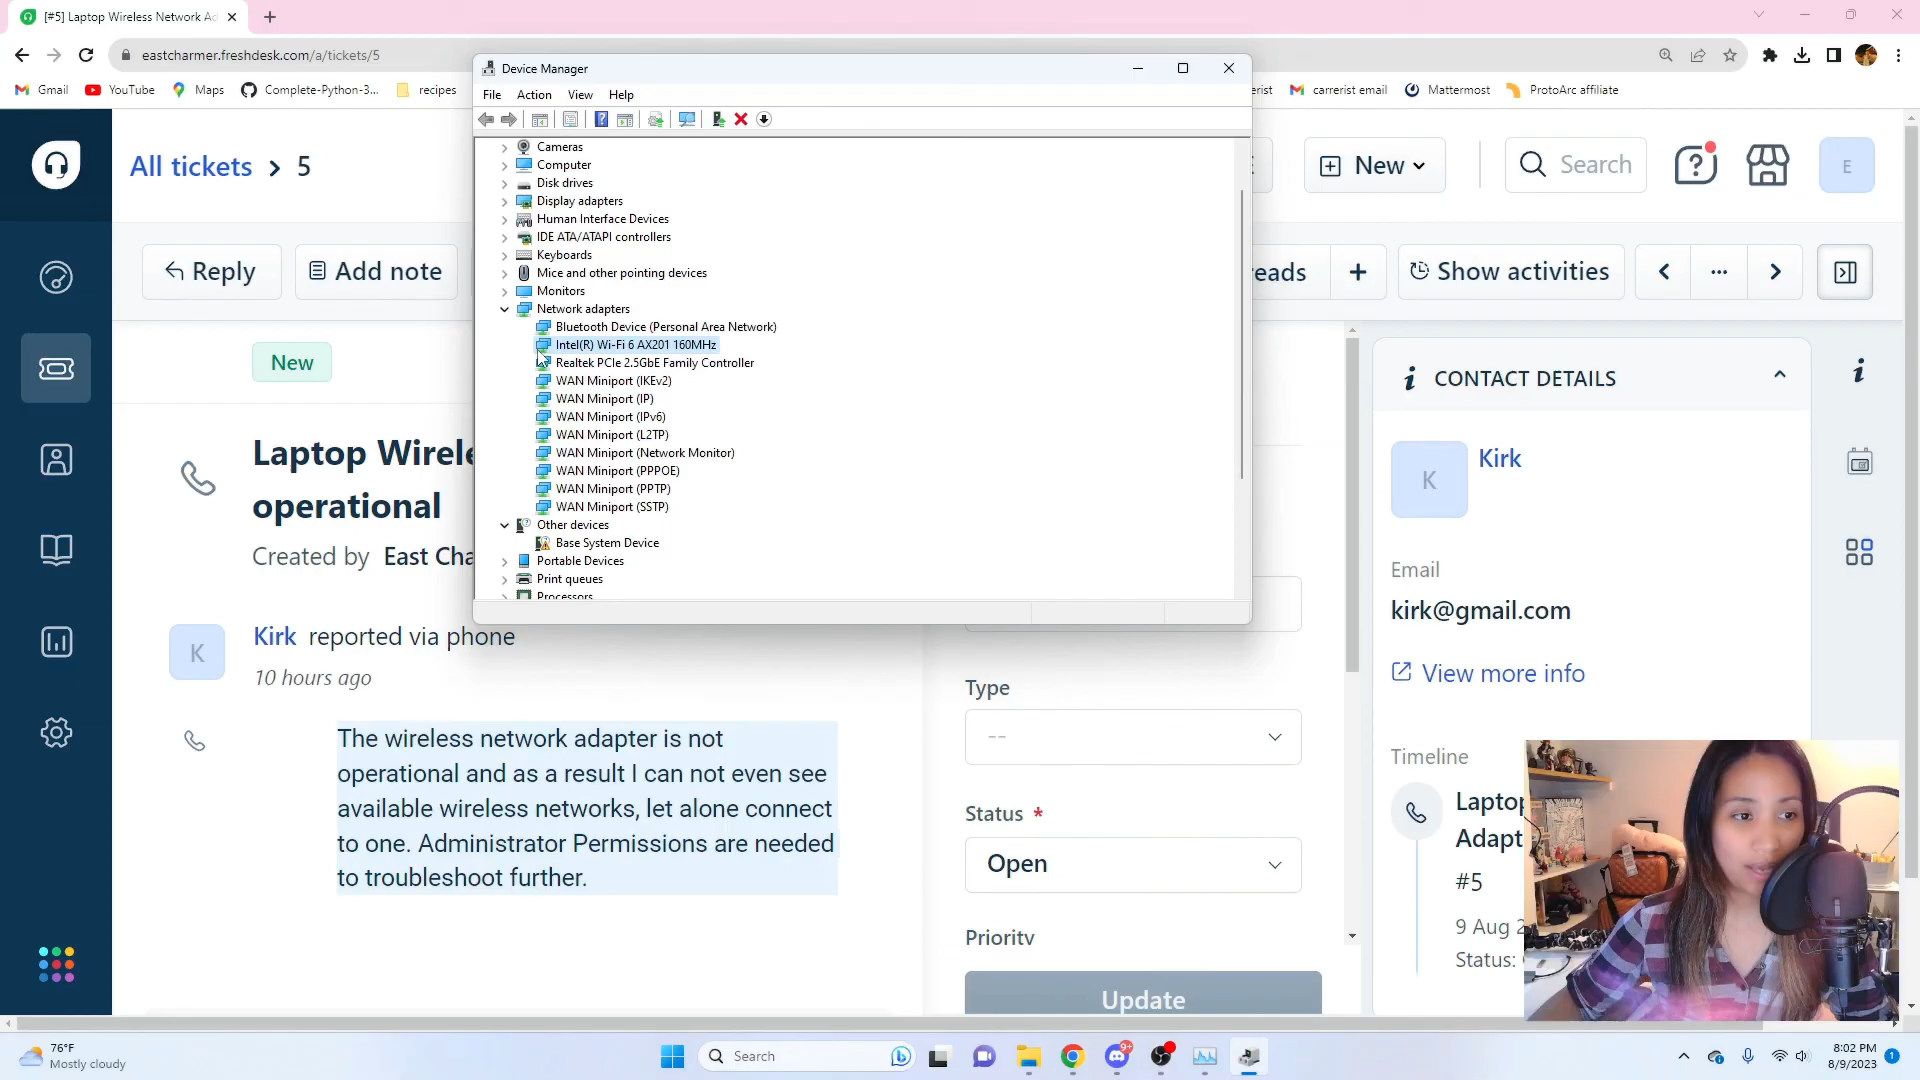 [#5] Laptop Wireless Network Ad
eastcharmer.freshdesk.com/a/tickets/5
Gmail
YouTube
Maps
Complete-Python-3...
recipes
erist
carrerist email
Mattermost
ProtoArc affiliate
Device Manager
File Action View Help
Cameras
Computer
Disk drives
Display adapters
Human Interface Devices
IDE ATA/ATAPI controllers
Keyboards
Mice and other pointing devices
Monitors
Network adapters
Bluetooth Device (Personal Area Network)
Intel(R) Wi-Fi 6 AX201 160MHz
Realtek PCIe 2.5GbE Family Controller
WAN Miniport (IKEv2)
WAN Miniport (IP)
WAN Miniport (IPv6)
WAN Miniport (L2TP)
WAN Miniport (Network Monitor)
WAN Miniport (PPPOE)
WAN Miniport (PPTP)
WAN Miniport (SSTP)
Other devices
Base System Device
Portable Devices
Print queues
Processors
All tickets > 5
New
Search
E
Reply
Add note
eads
+
Show activities
New
Laptop Wirele
operational
Created by East Cha
K
Kirk reported via phone
10 hours ago
The wireless network adapter is not
operational and as a result I can not even see
available wireless networks, let alone connect
to one. Administrator Permissions are needed
to troubleshoot further.
Type
--
Status *
Open
Priority
Update
CONTACT DETAILS
K
Kirk
Email
kirk@gmail.com
View more info
Timeline
Laptop
Adapt
#5
9 Aug 2
Status:
76°F
Mostly cloudy
Search
9+
8:02 PM
8/9/2023
1